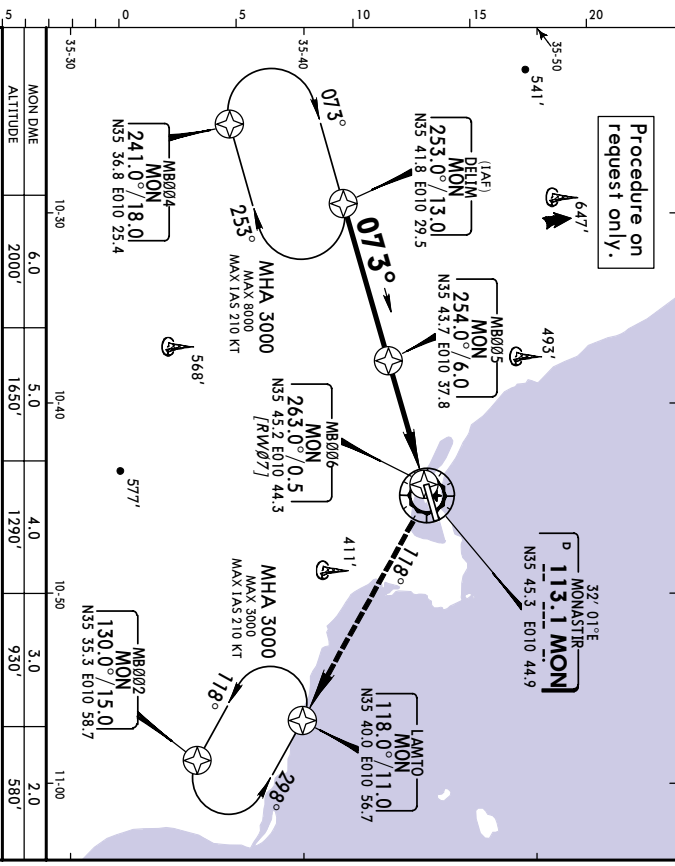 Procedure on
request only.
541'
647'
493'
568'
577'
411'
(IAF)
DELIM
MON
253.0°/13.0
N35 41.8 E010 29.5
MB004
MON
241.0°/18.0
N35 36.8 E010 25.4
073°
253°
MHA 3000
MAX 8000
MAX IAS 210 KT
073°
MB005
MON
254.0°/6.0
N35 43.7 E010 37.8
MB006
MON
263.0°/0.5
N35 45.2 E010 44.3
[RW07]
32' 01°E
MONASTIR
D 113.1 MON
N35 45.3 E010 44.9
118°
LAMTO
MON
118.0°/11.0
N35 40.0 E010 56.7
MHA 3000
MAX 3000
MAX IAS 210 KT
118°
298°
MB002
MON
130.0°/15.0
N35 35.3 E010 58.7
5
0
5
10
15
20
35-30
35-40
35-50
10-30
10-40
10-50
11-00
MON DME 6.0 5.0 4.0 3.0 2.0
ALTITUDE 2000' 1650' 1290' 930' 580'